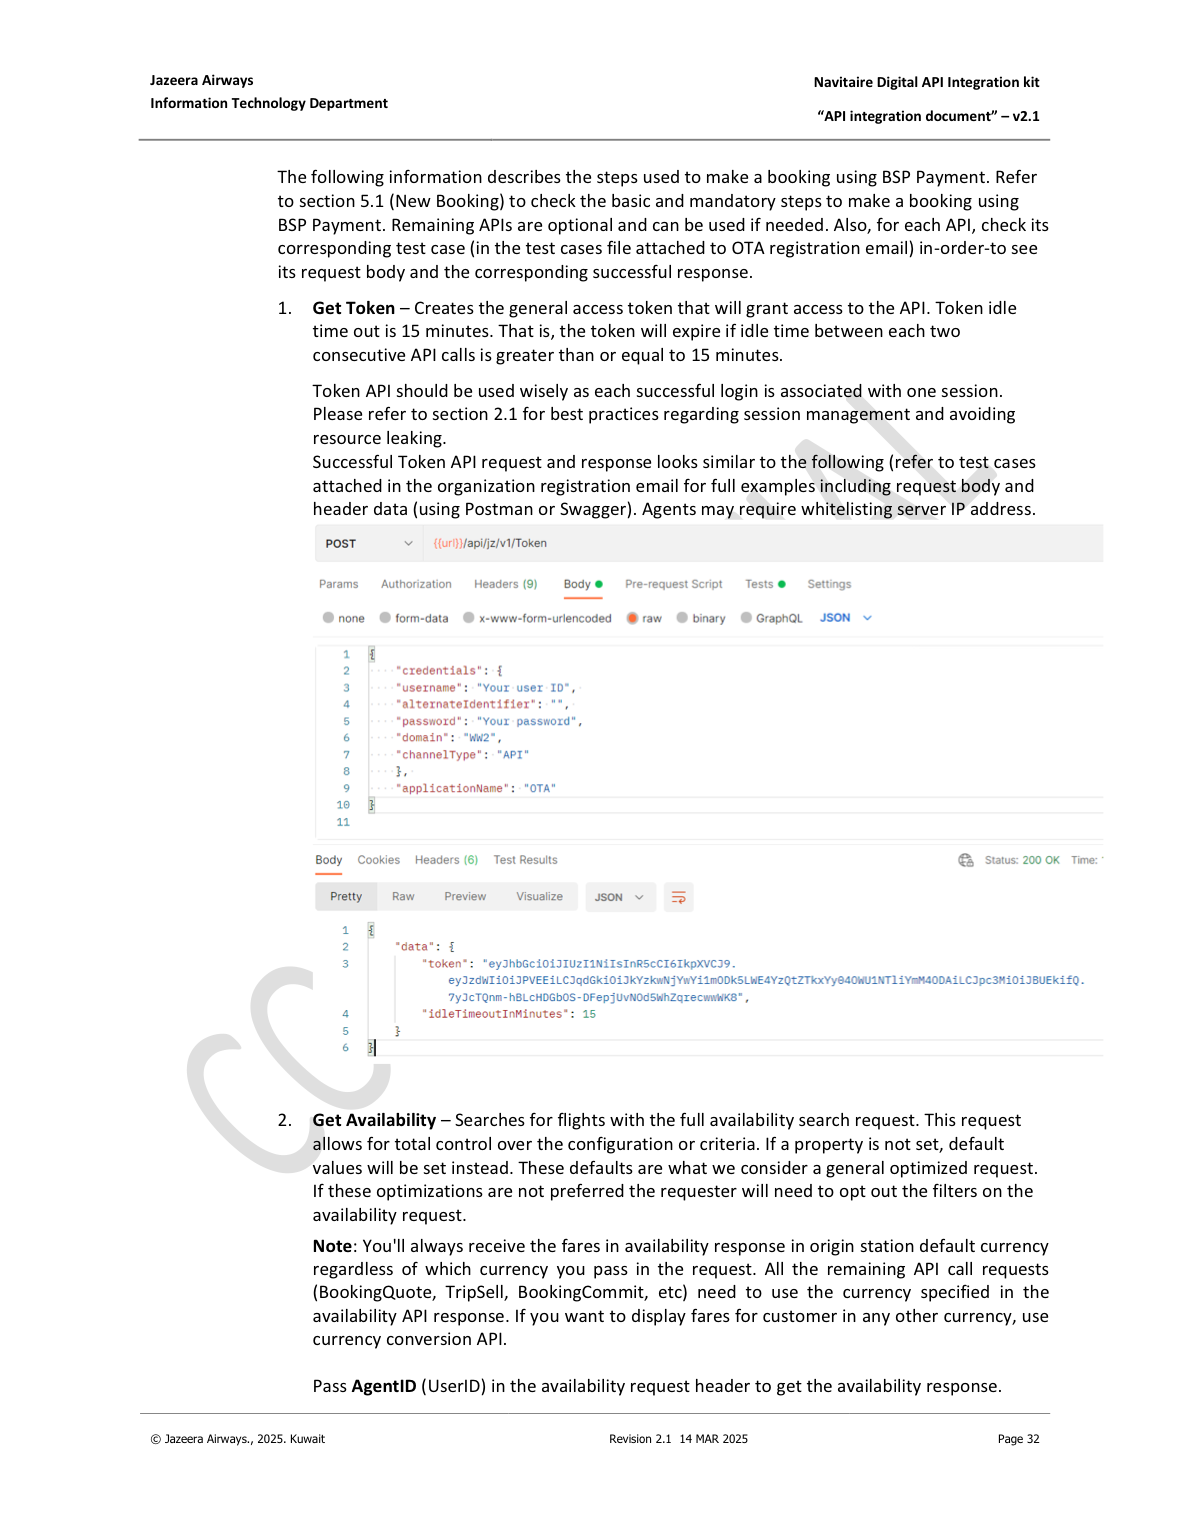 Jazeera Airways
Information Technology Department
Navitaire Digital API Integration kit
“API integration document” – v2.1
The following information describes the steps used to make a booking using BSP Payment. Refer
to section 5.1 (New Booking) to check the basic and mandatory steps to make a booking using
BSP Payment. Remaining APIs are optional and can be used if needed. Also, for each API, check its
corresponding test case (in the test cases file attached to OTA registration email) in-order-to see
its request body and the corresponding successful response.
1. Get Token – Creates the general access token that will grant access to the API. Token idle
time out is 15 minutes. That is, the token will expire if idle time between each two
consecutive API calls is greater than or equal to 15 minutes.
Token API should be used wisely as each successful login is associated with one session.
Please refer to section 2.1 for best practices regarding session management and avoiding
resource leaking.
Successful Token API request and response looks similar to the following (refer to test cases
attached in the organization registration email for full examples including request body and
header data (using Postman or Swagger). Agents may require whitelisting server IP address.
POST {{url}}/api/jz/v1/Token
Params Authorization Headers (9) Body Pre-request Script Tests Settings
none form-data x-www-form-urlencoded raw binary GraphQL JSON
1 {
2 "credentials": {
3 "username": "Your user ID",
4 "alternateIdentifier": "",
5 "password": "Your password",
6 "domain": "WW2",
7 "channelType": "API"
8 },
9 "applicationName": "OTA"
10 }
11
Body Cookies Headers (6) Test Results Status: 200 OK Time:
Pretty Raw Preview Visualize JSON
1 {
2 "data": {
3 "token": "eyJhbGciOiJIUzI1NiIsInR5cCI6IkpXVCJ9.
eyJzdWIiOiJPVEEiLCJqdGkiOiJkYzkwNjYwYi1mODk5LWE4YzQtZTkxYy04OWU1NTliYmM4ODAiLCJpc3MiOiJBUEkifQ.
7yJcTQnm-hBLcHDGbOS-DFepjUvNOd5WhZqrecwwWK8",
4 "idleTimeoutInMinutes": 15
5 }
6 }
2. Get Availability – Searches for flights with the full availability search request. This request
allows for total control over the configuration or criteria. If a property is not set, default
values will be set instead. These defaults are what we consider a general optimized request.
If these optimizations are not preferred the requester will need to opt out the filters on the
availability request.
Note: You'll always receive the fares in availability response in origin station default currency
regardless of which currency you pass in the request. All the remaining API call requests
(BookingQuote, TripSell, BookingCommit, etc) need to use the currency specified in the
availability API response. If you want to display fares for customer in any other currency, use
currency conversion API.
Pass AgentID (UserID) in the availability request header to get the availability response.
© Jazeera Airways., 2025. Kuwait
Revision 2.1 14 MAR 2025
Page 32